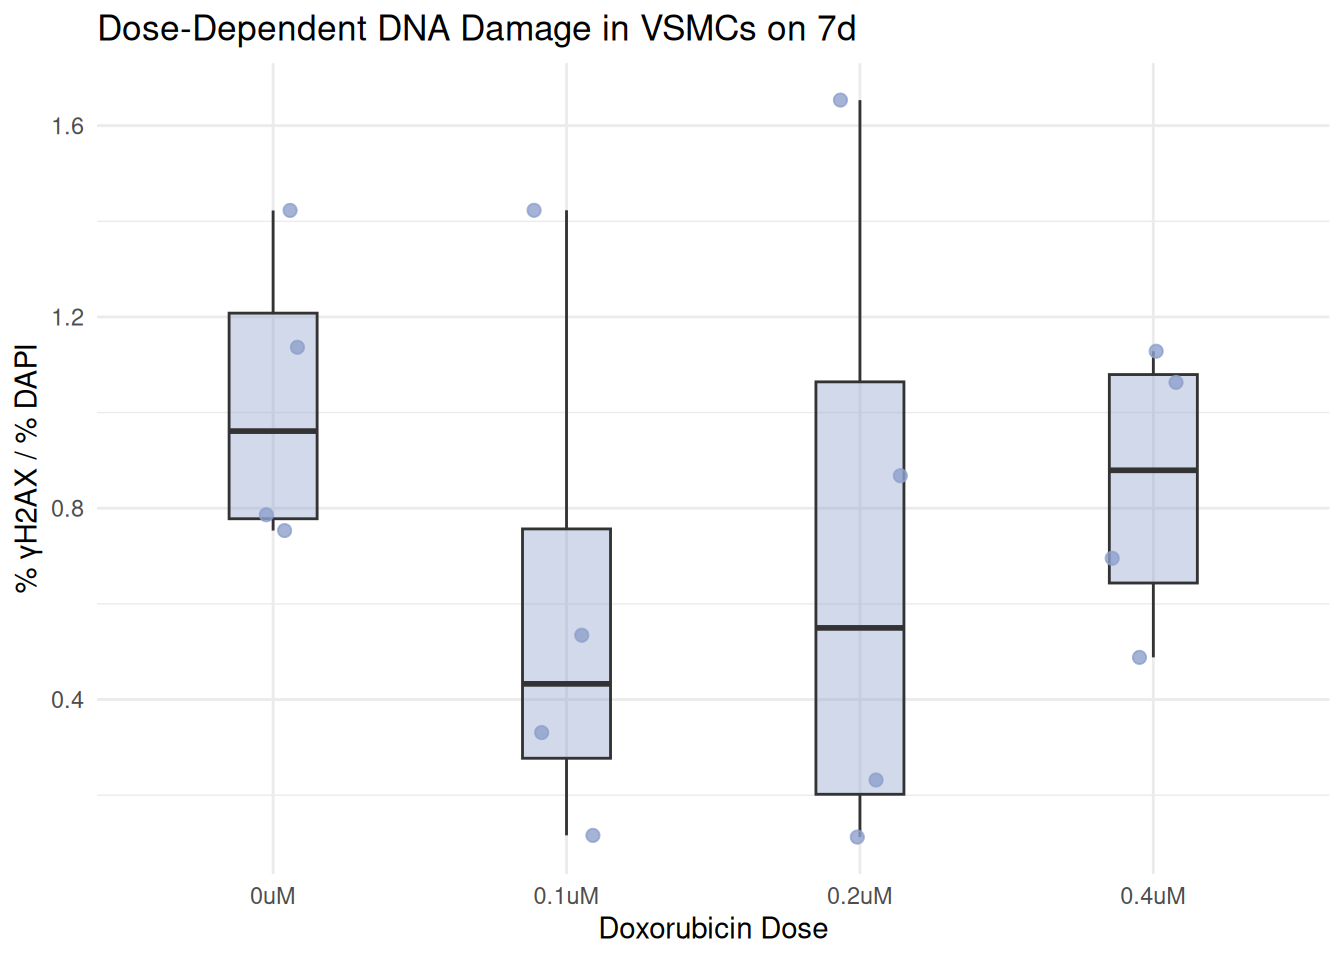 Dose-Dependent DNA Damage in VSMCs on 7d
% γH2AX / % DAPI
1.6
1.2
0.8
0.4
0uM 0.1uM 0.2uM 0.4uM
Doxorubicin Dose